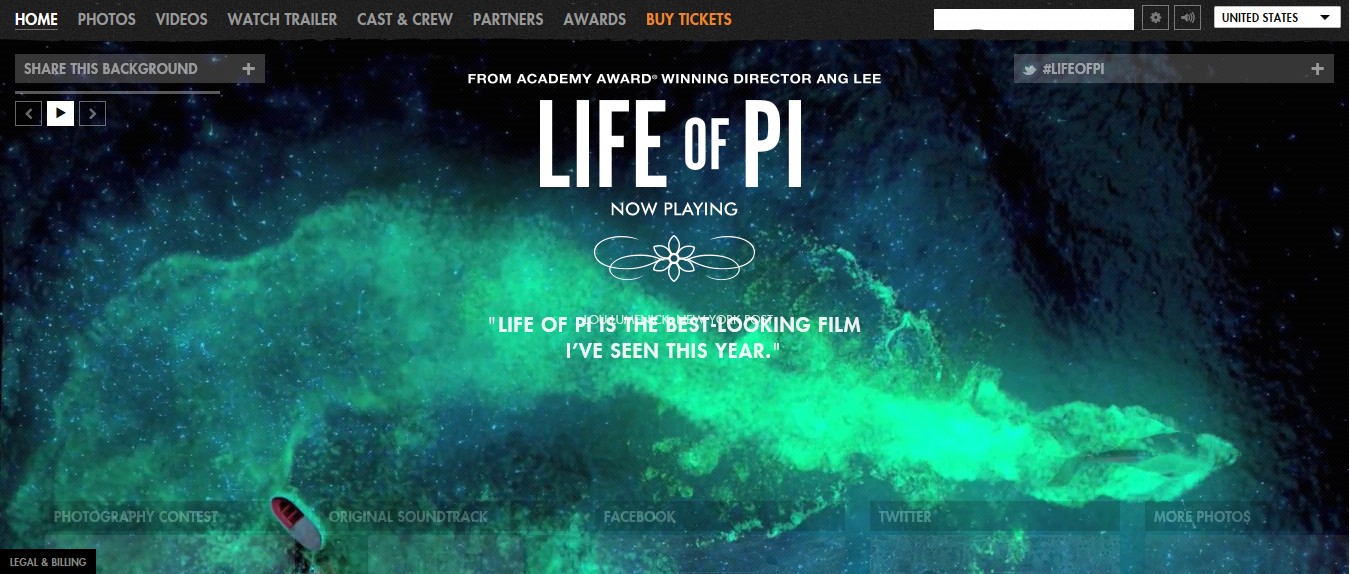 HOME PHOTOS VIDEOS WATCH TRAILER CAST & CREW PARTNERS AWARDS BUY TICKETS UNITED STATES
SHARE THIS BACKGROUND
#LIFEOFPI
FROM ACADEMY AWARD® WINNING DIRECTOR ANG LEE
LIFE OF PI
NOW PLAYING
LOU LUMENICK, NEW YORK POST
"LIFE OF PI IS THE BEST-LOOKING FILM
I'VE SEEN THIS YEAR."
PHOTOGRAPHY CONTEST ORIGINAL SOUNDTRACK FACEBOOK TWITTER MORE PHOTOS
LEGAL & BILLING